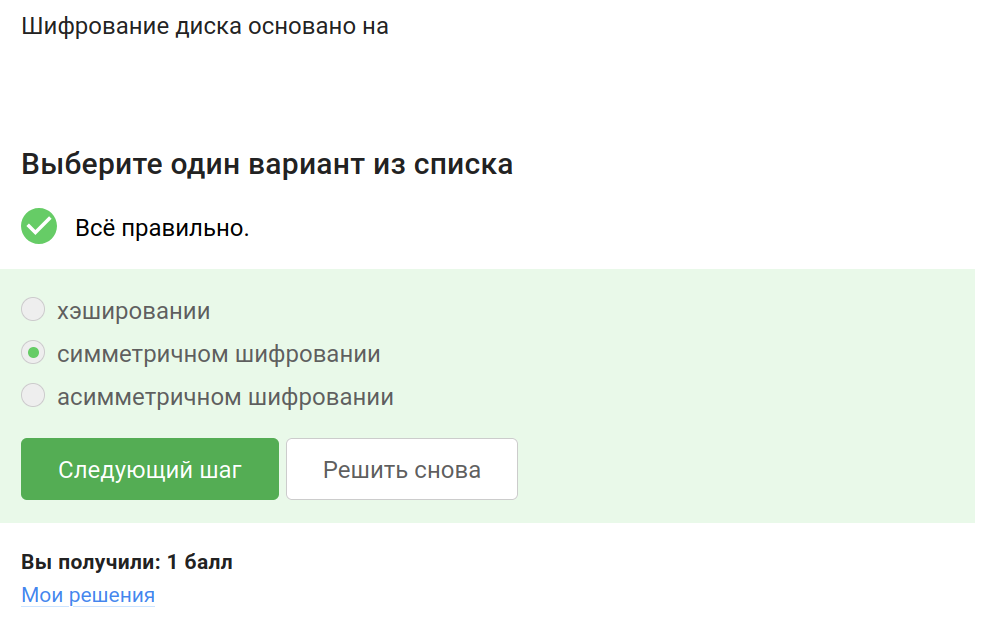 Шифрование диска основано на
Выберите один вариант из списка
Всё правильно.
хэшировании
симметричном шифровании
асимметричном шифровании
Следующий шаг
Решить снова
Вы получили: 1 балл
Мои решения